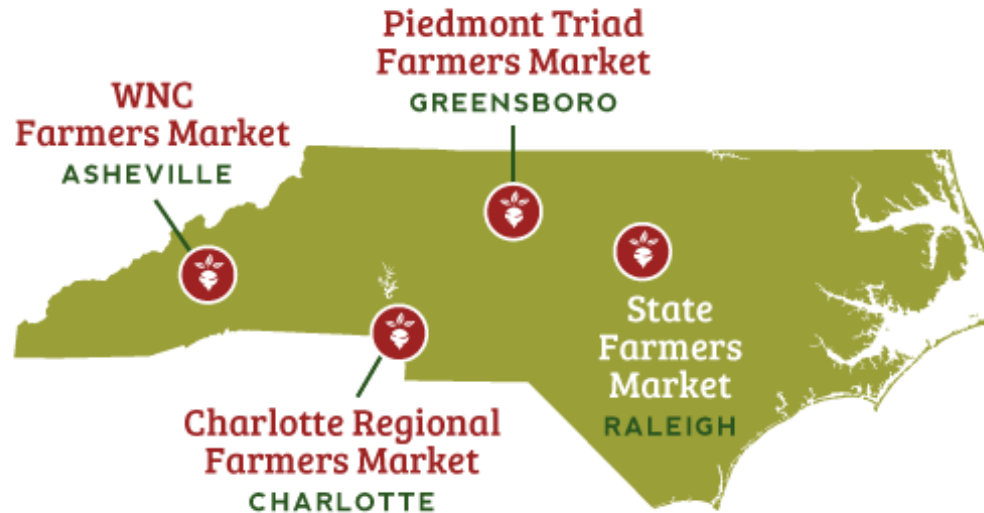 Piedmont Triad
Farmers Market
GREENSBORO
WNC
Farmers Market
ASHEVILLE
State
Farmers
Market
RALEIGH
Charlotte Regional
Farmers Market
CHARLOTTE